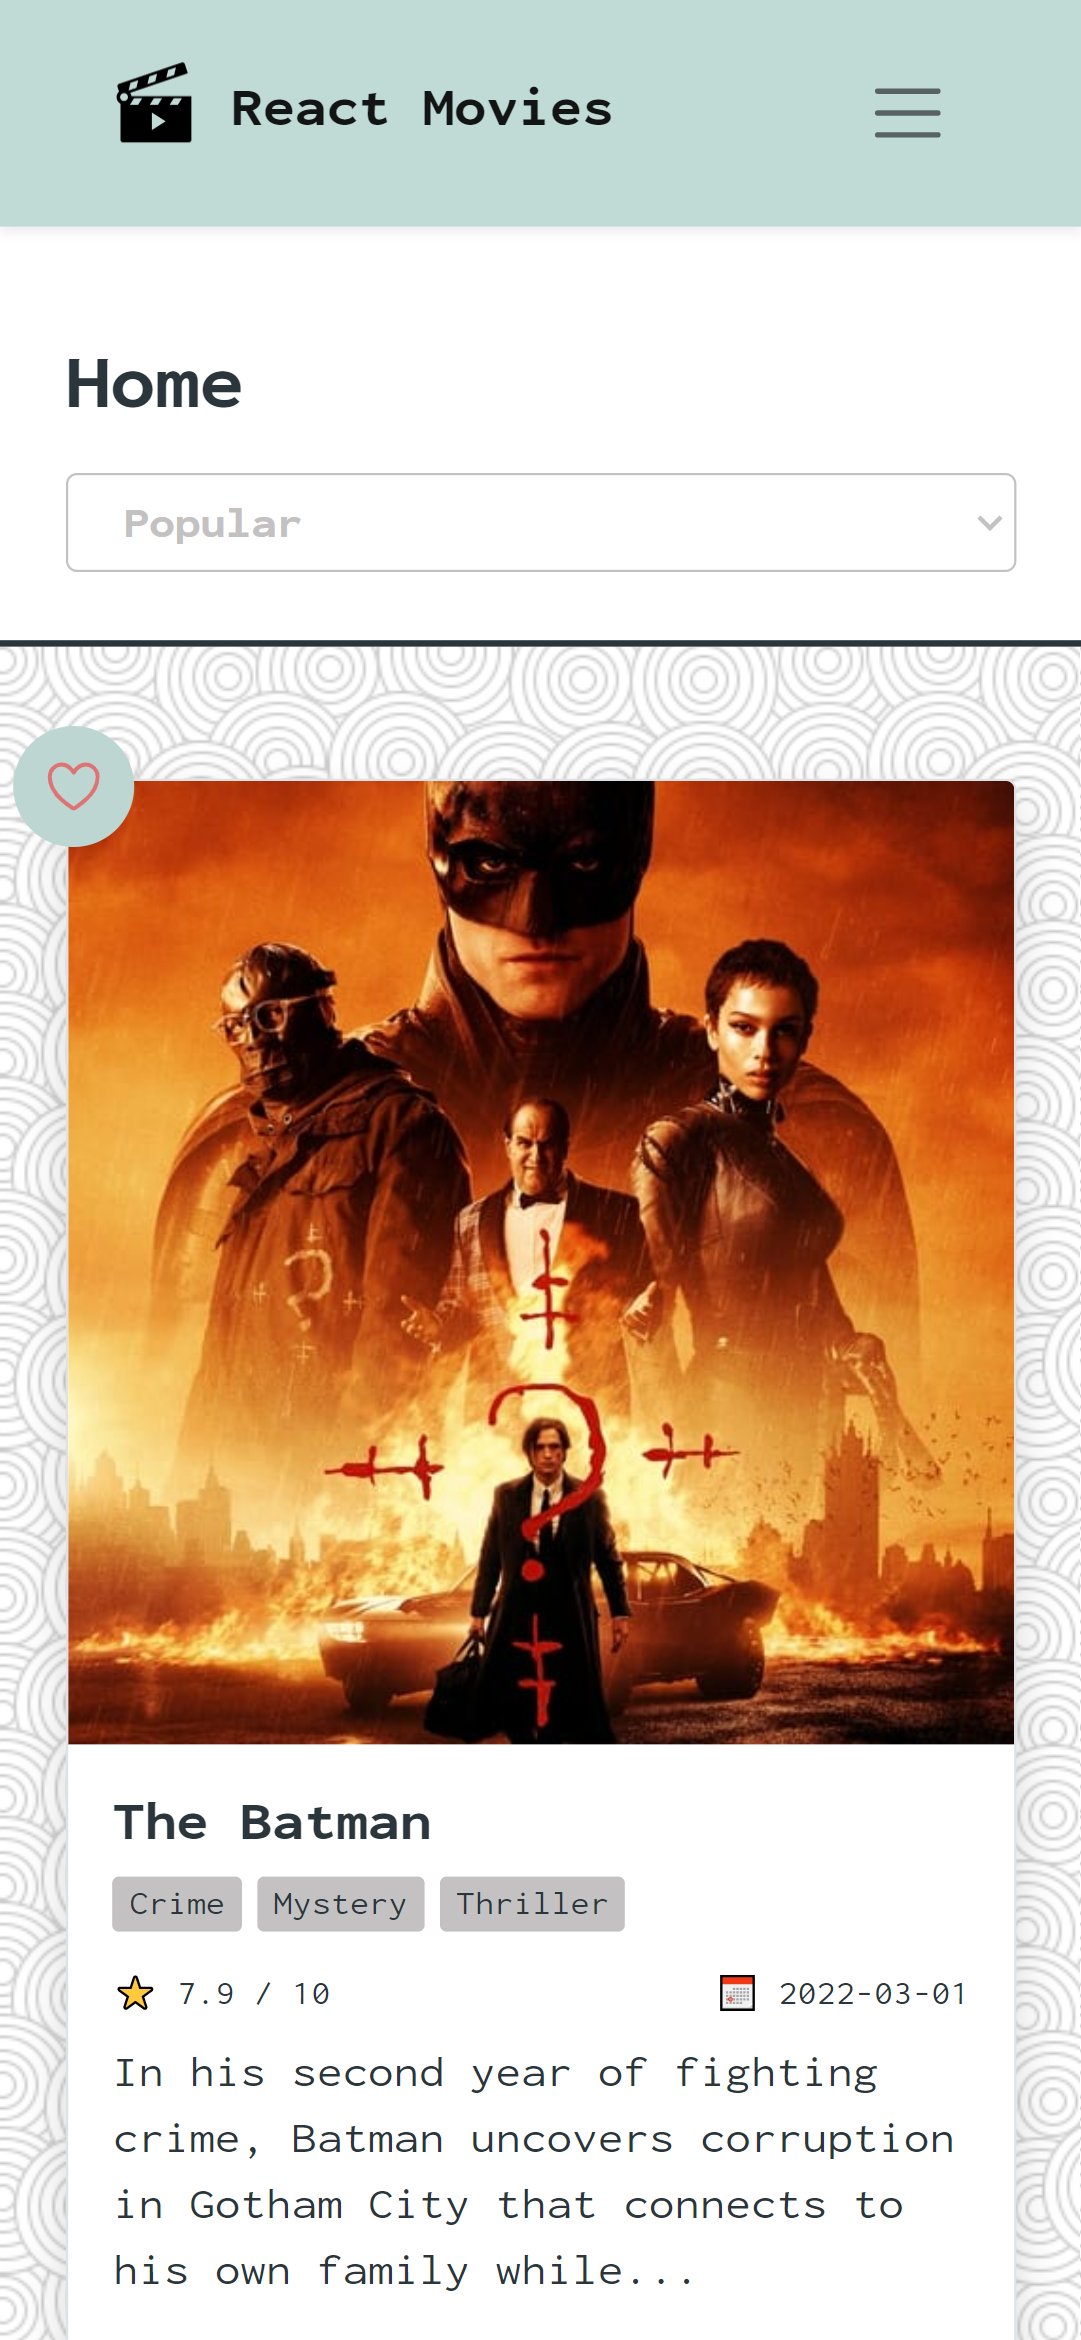 React Movies
Home
Popular
The Batman
Crime Mystery Thriller
7.9 / 10 2022-03-01
In his second year of fighting
crime, Batman uncovers corruption
in Gotham City that connects to
his own family while...